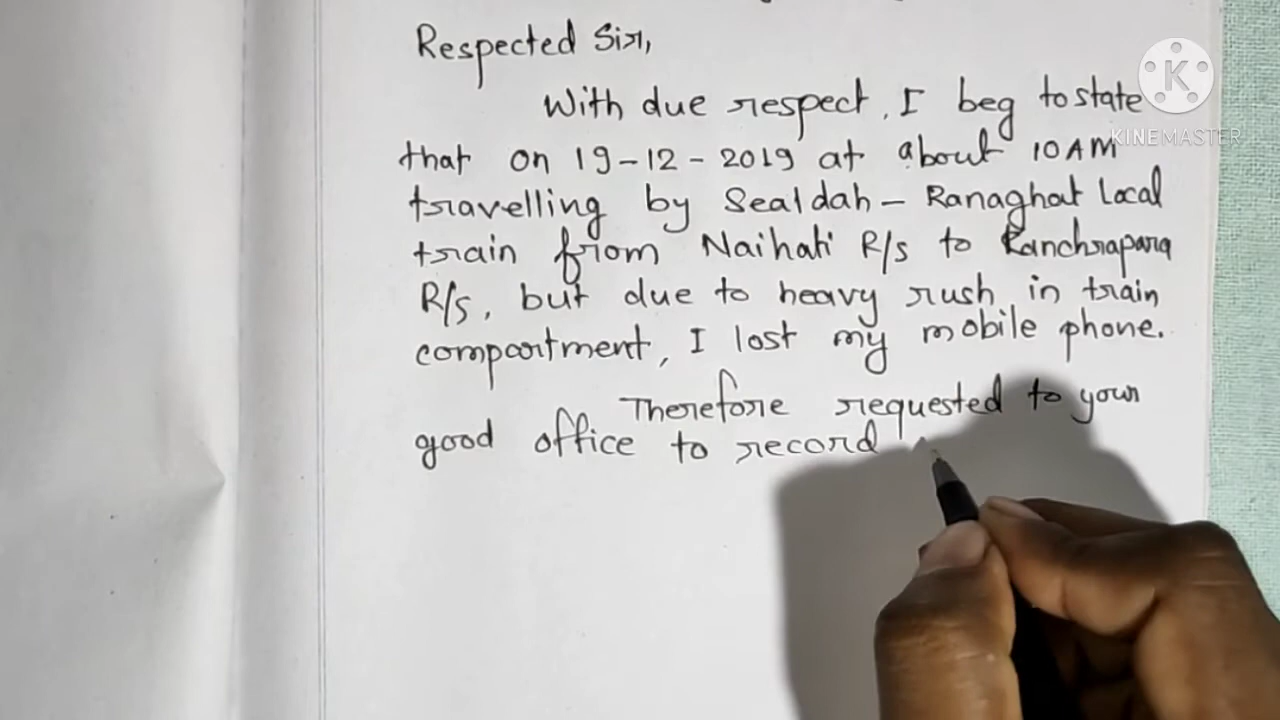 Respected Sir,
With due respect, I beg to state
that on 19-12-2019 at about 10AM
travelling by Sealdah - Ranaghat Local
train from Naihati R/s to Kanchrapara
R/s, but due to heavy rush in train
compartment, I lost my mobile phone.
Therefore requested to your
good office to record
KINEMASTER